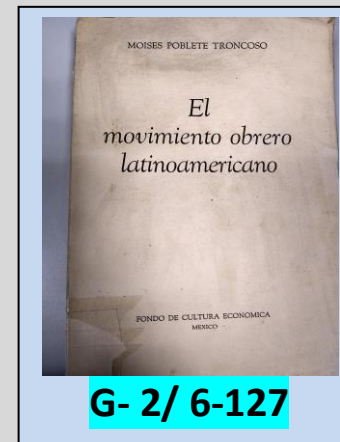 MOISES POBLETE TRONCOSO
El
movimiento obrero
latinoamericano
FONDO DE CULTURA ECONOMICA
MEXICO
G- 2/ 6-127